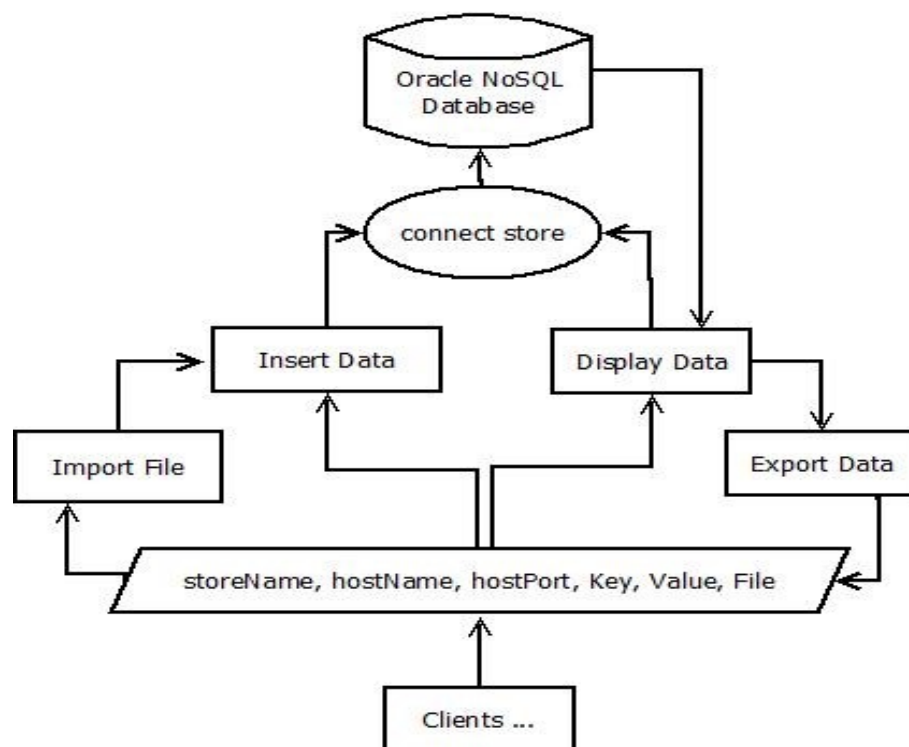 Oracle NoSQL
Database
connect store
Insert Data
Display Data
Import File
Export Data
storeName, hostName, hostPort, Key, Value, File
Clients ...